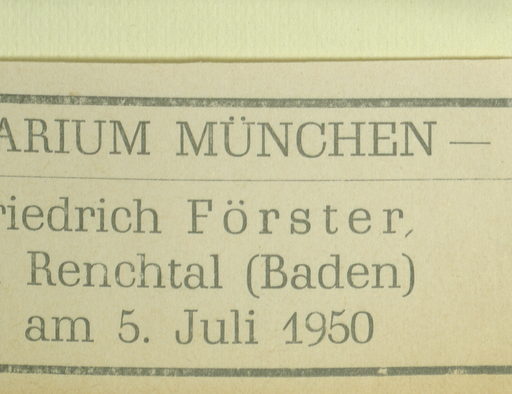 ARIUM MÜNCHEN —
riedrich Förster,
Renchtal (Baden)
am 5. Juli 1950